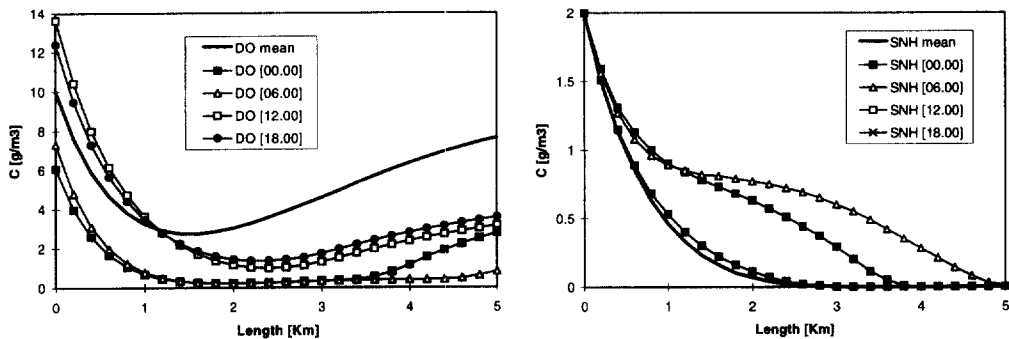 14
12
10
8
6
4
2
0
C [g/m3]
DO mean
DO [00.00]
DO [06.00]
DO [12.00]
DO [18.00]
0 1 2 3 4 5
Length [Km]
2
1.5
1
0.5
0
C [g/m3]
SNH mean
SNH [00.00]
SNH [06.00]
SNH [12.00]
SNH [18.00]
0 1 2 3 4 5
Length [Km]